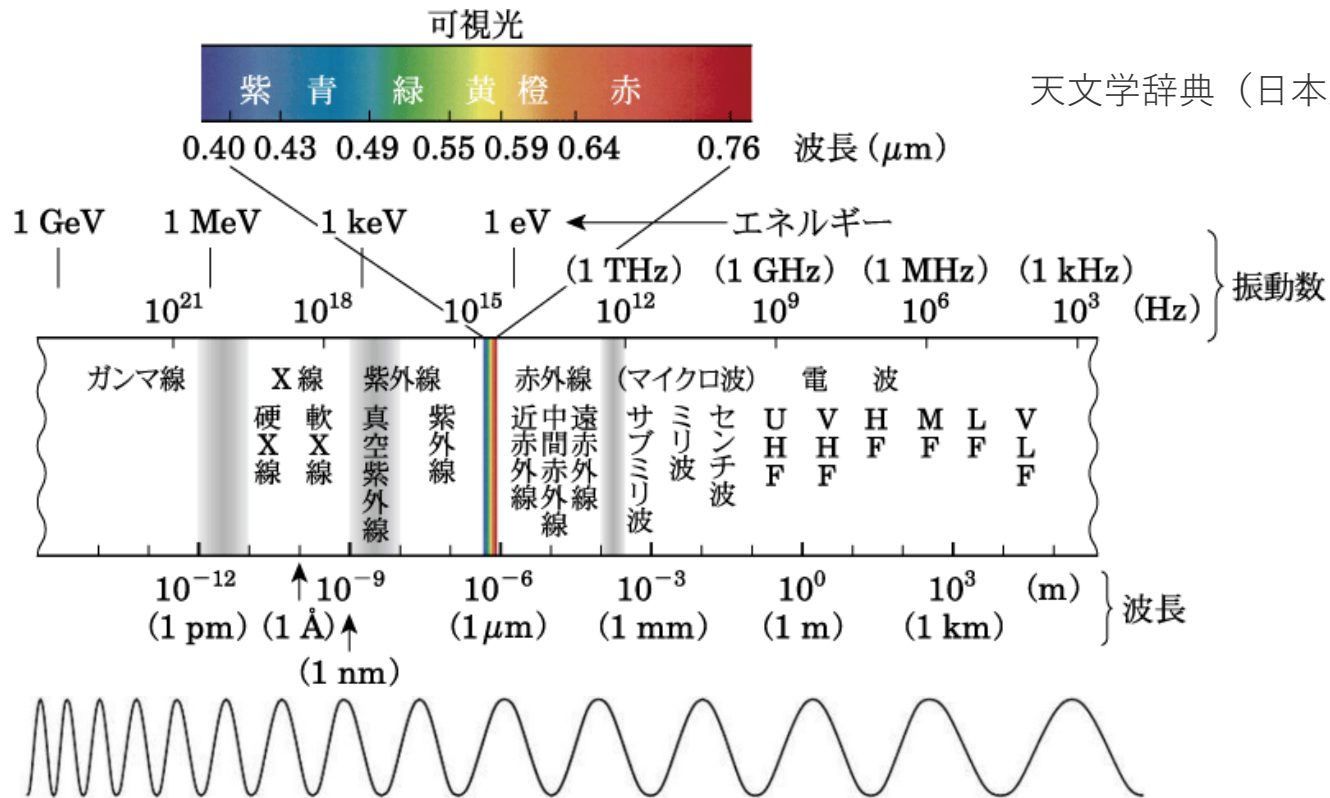 可視光
天文学辞典（日本
紫 青 緑 黄 橙 赤
0.40 0.43 0.49 0.55 0.59 0.64 0.76 波長 (μm)
1 GeV 1 MeV 1 keV 1 eV エネルギー
(1 THz) (1 GHz) (1 MHz) (1 kHz)
10²¹ 10¹⁸ 10¹⁵ 10¹² 10⁹ 10⁶ 10³ (Hz)
振動数
ガンマ線 X線 紫外線 赤外線 (マイクロ波) 電波
硬X線
軟X線
真空紫外線
紫外線
近赤外線
中間赤外線
遠赤外線
サブミリ波
ミリ波
センチ波
UHF
VHF
HF
MF
LF
VLF
10⁻¹² 10⁻⁹ 10⁻⁶ 10⁻³ 10⁰ 10³ (m)
波長
(1 pm) (1 Å) (1 μm) (1 mm) (1 m) (1 km)
(1 nm)